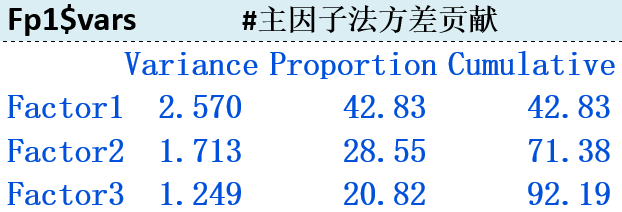 Fp1$vars #主因子法方差贡献
Variance Proportion Cumulative
Factor1 2.570 42.83 42.83
Factor2 1.713 28.55 71.38
Factor3 1.249 20.82 92.19